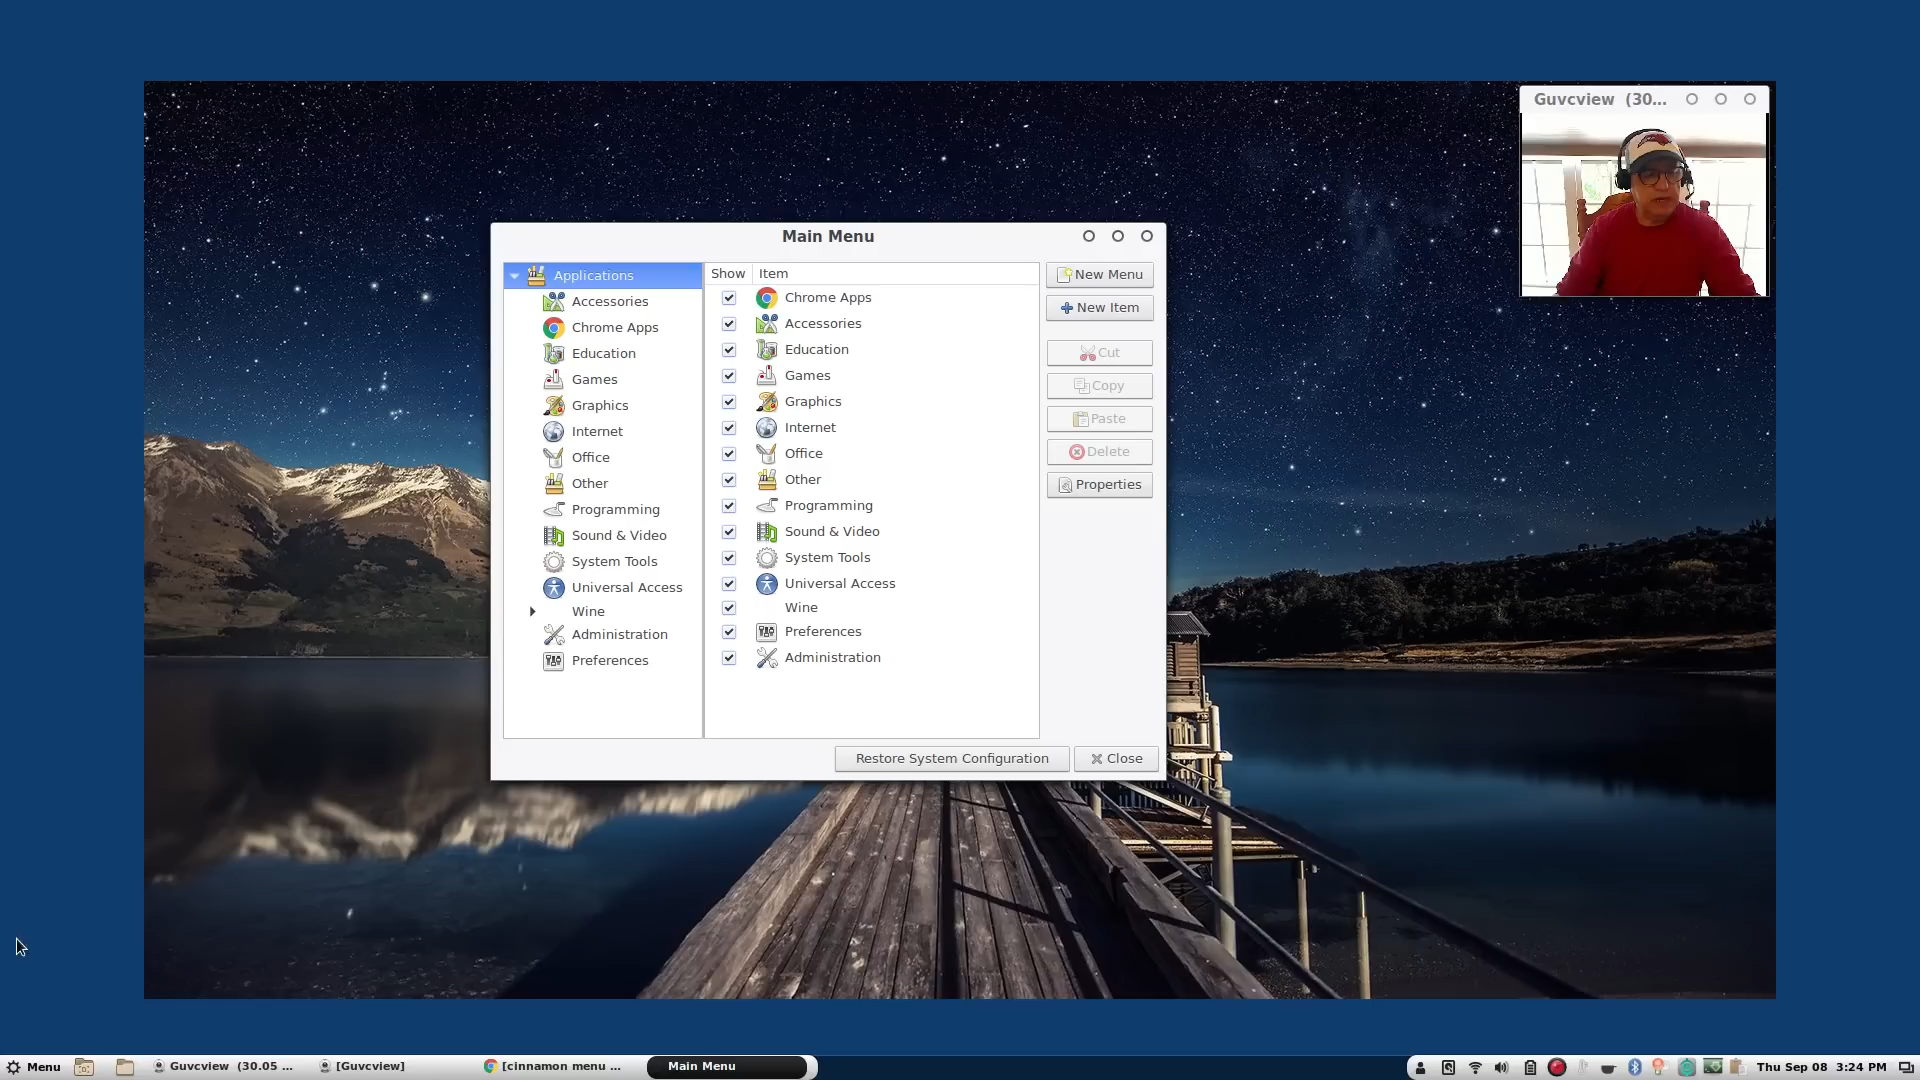 Guvcview (30...
Main Menu
Applications
Accessories
Chrome Apps
Education
Games
Graphics
Internet
Office
Other
Programming
Sound & Video
System Tools
Universal Access
Wine
Administration
Preferences
Show Item
Chrome Apps
Accessories
Education
Games
Graphics
Internet
Office
Other
Programming
Sound & Video
System Tools
Universal Access
Wine
Preferences
Administration
New Menu
New Item
Cut
Copy
Paste
Delete
Properties
Restore System Configuration
Close
Menu
Guvcview (30.05 ...
[Guvcview]
[cinnamon menu ...
Main Menu
Thu Sep 08 3:24 PM